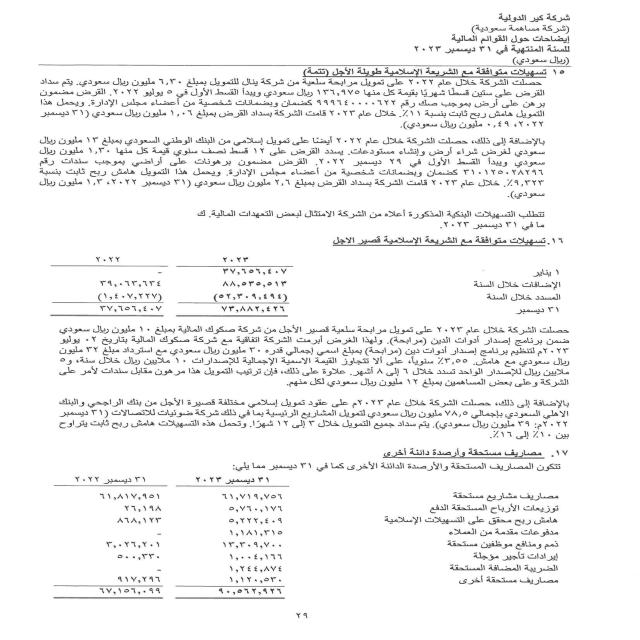 شركة كير الدولية
(شركة مساهمة سعودية)
إيضاحات حول القوائم المالية
للسنة المنتهية في ٣١ ديسمبر ٢٠٢٣
(ريال سعودي)
١٥ تسهيلات متوافقة مع الشريعة الإسلامية طويلة الأجل (تتمة)
حصلت الشركة خلال عام ٢٠٢٢ على تمويل مرابحة سلعية من شركة ينال للتمويل بمبلغ ٦,٣٠ مليون ريال سعودي. يتم سداد
القرض على ستين قسطا شهريا بقيمة كل منها ١٣٦,٩٧٥ ريال سعودي ويبدأ القسط الأول في ٥ يوليو ٢٠٢٢. القرض مضمون
برهن على أرض بموجب صك رقم ٩٩٩٦٤٠٠٠٠٦٢٢ كضمان وبضمانات شخصية من أعضاء مجلس الإدارة. ويحمل هذا
التمويل هامش ربح ثابت بنسبة ١١٪. خلال عام ٢٠٢٣ قامت الشركة بسداد القرض بمبلغ ١,٠٦ مليون ريال سعودي (٣١ ديسمبر
٢٠٢٢، ٠,٤٩ مليون ريال سعودي).
بالإضافة إلى ذلك، حصلت الشركة خلال عام ٢٠٢٢ أيضًا على تمويل إسلامي من البنك الوطني السعودي بمبلغ ١٣ مليون ريال
سعودي لغرض شراء أرض وإنشاء مستودعات. يسدد القرض على ١٢ قسط نصف سنوي قيمة كل منها ١,٣٠ مليون ريال
سعودي ويبدأ القسط الأول في ٢٩ ديسمبر ٢٠٢٢. القرض مضمون برهونات على أراضي بموجب سندات رقم
٣١٠١٢٥٠٢٨٢٩٦ كضمان وبضمانات شخصية من أعضاء مجلس الإدارة. ويحمل هذا التمويل هامش ربح ثابت بنسبة
٩,٣٢٣٪. خلال عام ٢٠٢٣ قامت الشركة بسداد القرض بمبلغ ٢,٦ مليون ريال سعودي (٣١ ديسمبر ٢٠٢٢، ١,٣ مليون ريال
سعودي).
تتطلب التسهيلات البنكية المذكورة أعلاه من الشركة الامتثال لبعض التعهدات المالية. ك
ما في ٣١ ديسمبر ٢٠٢٣.
١٦. تسهيلات متوافقة مع الشريعة الإسلامية قصير الاجل
٢٠٢٣ ٢٠٢٢
١ يناير ٣٧,٦٥٦,٤٠٧ -
الإضافات خلال السنة ٨٨,٥٣٥,٥١٣ ٣٩,٠٦٣,٦٣٤
المسدد خلال السنة (٥٢,٣٠٩,٤٩٤) (١,٤٠٧,٢٢٧)
٣١ ديسمبر ٧٣,٨٨٢,٤٢٦ ٣٧,٦٥٦,٤٠٧
حصلت الشركة خلال عام ٢٠٢٣ على تمويل مرابحة سلعية قصير الأجل من شركة صكوك المالية بمبلغ ١٠ مليون ريال سعودي
ضمن برنامج إصدار أدوات الدين (مرابحة). ولهذا الغرض أبرمت الشركة اتفاقية مع شركة صكوك المالية بتاريخ ٠٢ يوليو
٢٠٢٣م لتنظيم برنامج إصدار أدوات دين (مرابحة) بمبلغ اسمي إجمالي قدره ٣٠ مليون ريال سعودي مع استرداد مبلغ ٣٢ مليون
ريال سعودي مع هامش. ٣,٥٥٪ سنوياً، على ألا تتجاوز القيمة الاسمية الإجمالية للإصدارات ١٠ ملايين ريال خلال سنة، و٥
ملايين ريال للإصدار الواحد تسدد خلال ٦ إلى ٨ أشهر. علاوة على ذلك، فإن ترتيب التمويل هذا مرهون مقابل سندات لأمر على
الشركة وعلى بعض المساهمين بمبلغ ١٢ مليون ريال سعودي لكل منهم.
بالإضافة إلى ذلك، حصلت الشركة خلال عام ٢٠٢٣م على عقود تمويل إسلامي مختلفة قصيرة الأجل من بنك الراجحي والبنك
الاهلي السعودي بإجمالي ٧٨,٥ مليون ريال سعودي لتمويل المشاريع الرئيسية بما في ذلك شركة ضوئيات للاتصالات (٣١ ديسمبر
٢٠٢٢م: ٣٩ مليون ريال سعودي). يتم سداد جميع التمويل خلال ٣ إلى ١٢ شهرًا. وتحمل هذه التسهيلات هامش ربح ثابت يتراوح
بين ١٠٪ إلى ١٦٪.
١٧. مصاريف مستحقة وأرصدة دائنة أخرى
تتكون المصاريف المستحقة والأرصدة الدائنة الأخرى كما في ٣١ ديسمبر مما يلي:
٣١ ديسمبر ٢٠٢٣ ٣١ ديسمبر ٢٠٢٢
مصاريف مشاريع مستحقة ٦١,٧١٩,٧٥٦ ٦١,٨١٧,٩٥١
توزيعات الأرباح المستحقة الدفع ٥,٧٦٠,١٧٦ ٢٦,١٩٨
هامش ربح محقق على التسهيلات الإسلامية ٥,٢٢٢,٤٠٩ ٨٦٨,١٢٣
مدفوعات مقدمة من العملاء ١,١٨١,٣١٥ -
ذمم ومنافع موظفين مستحقة ١٣,٣٠٩,٧٠٠ ٣,٠٢٦,٢٠١
إيرادات تأجير مؤجلة ١,٠٠٤,١٦٦ ٥٠٠,٣٣٠
الضريبة المضافة المستحقة ١,٢٤٤,٨٧٤ -
مصاريف مستحقة أخرى ١,١٢٠,٥٣٠ ٩١٧,٢٩٦
٩٠,٥٦٢,٩٢٦ ٦٧,١٥٦,٠٩٩
٢٩